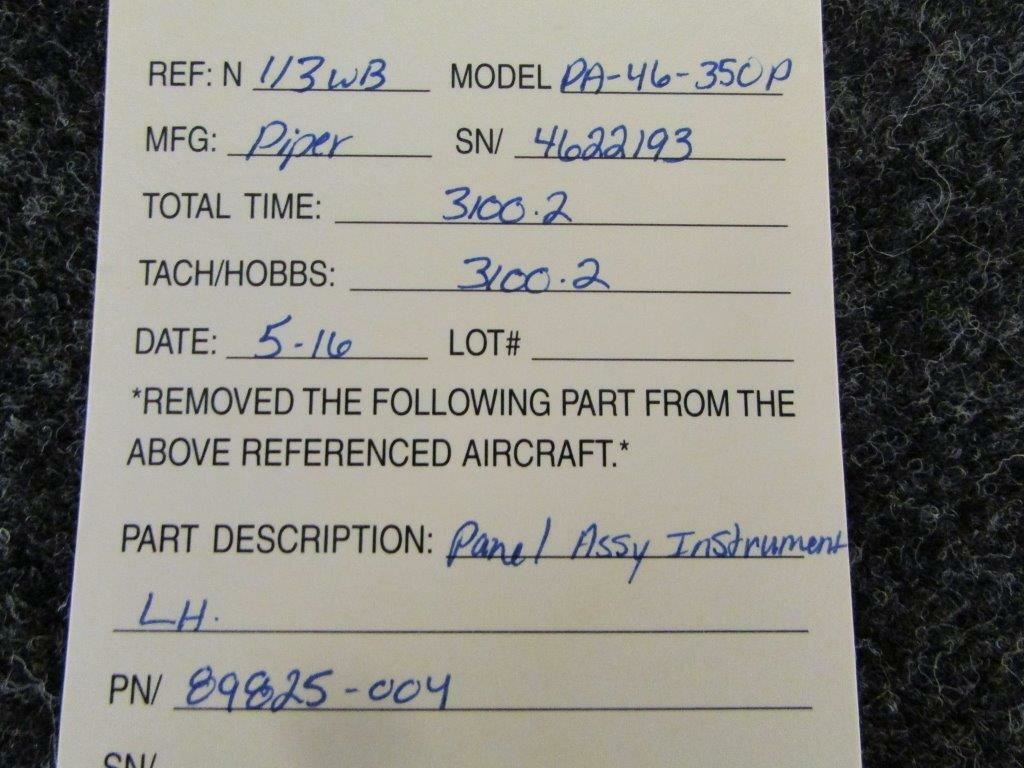 REF: N 113WB MODEL PA-46-350P
MFG: Piper SN/ 4622193
TOTAL TIME: 3100.2
TACH/HOBBS: 3100.2
DATE: 5-16 LOT#
*REMOVED THE FOLLOWING PART FROM THE
ABOVE REFERENCED AIRCRAFT.*
PART DESCRIPTION: Panel Assy Instrument
LH.
PN/ 89825-004
SN/